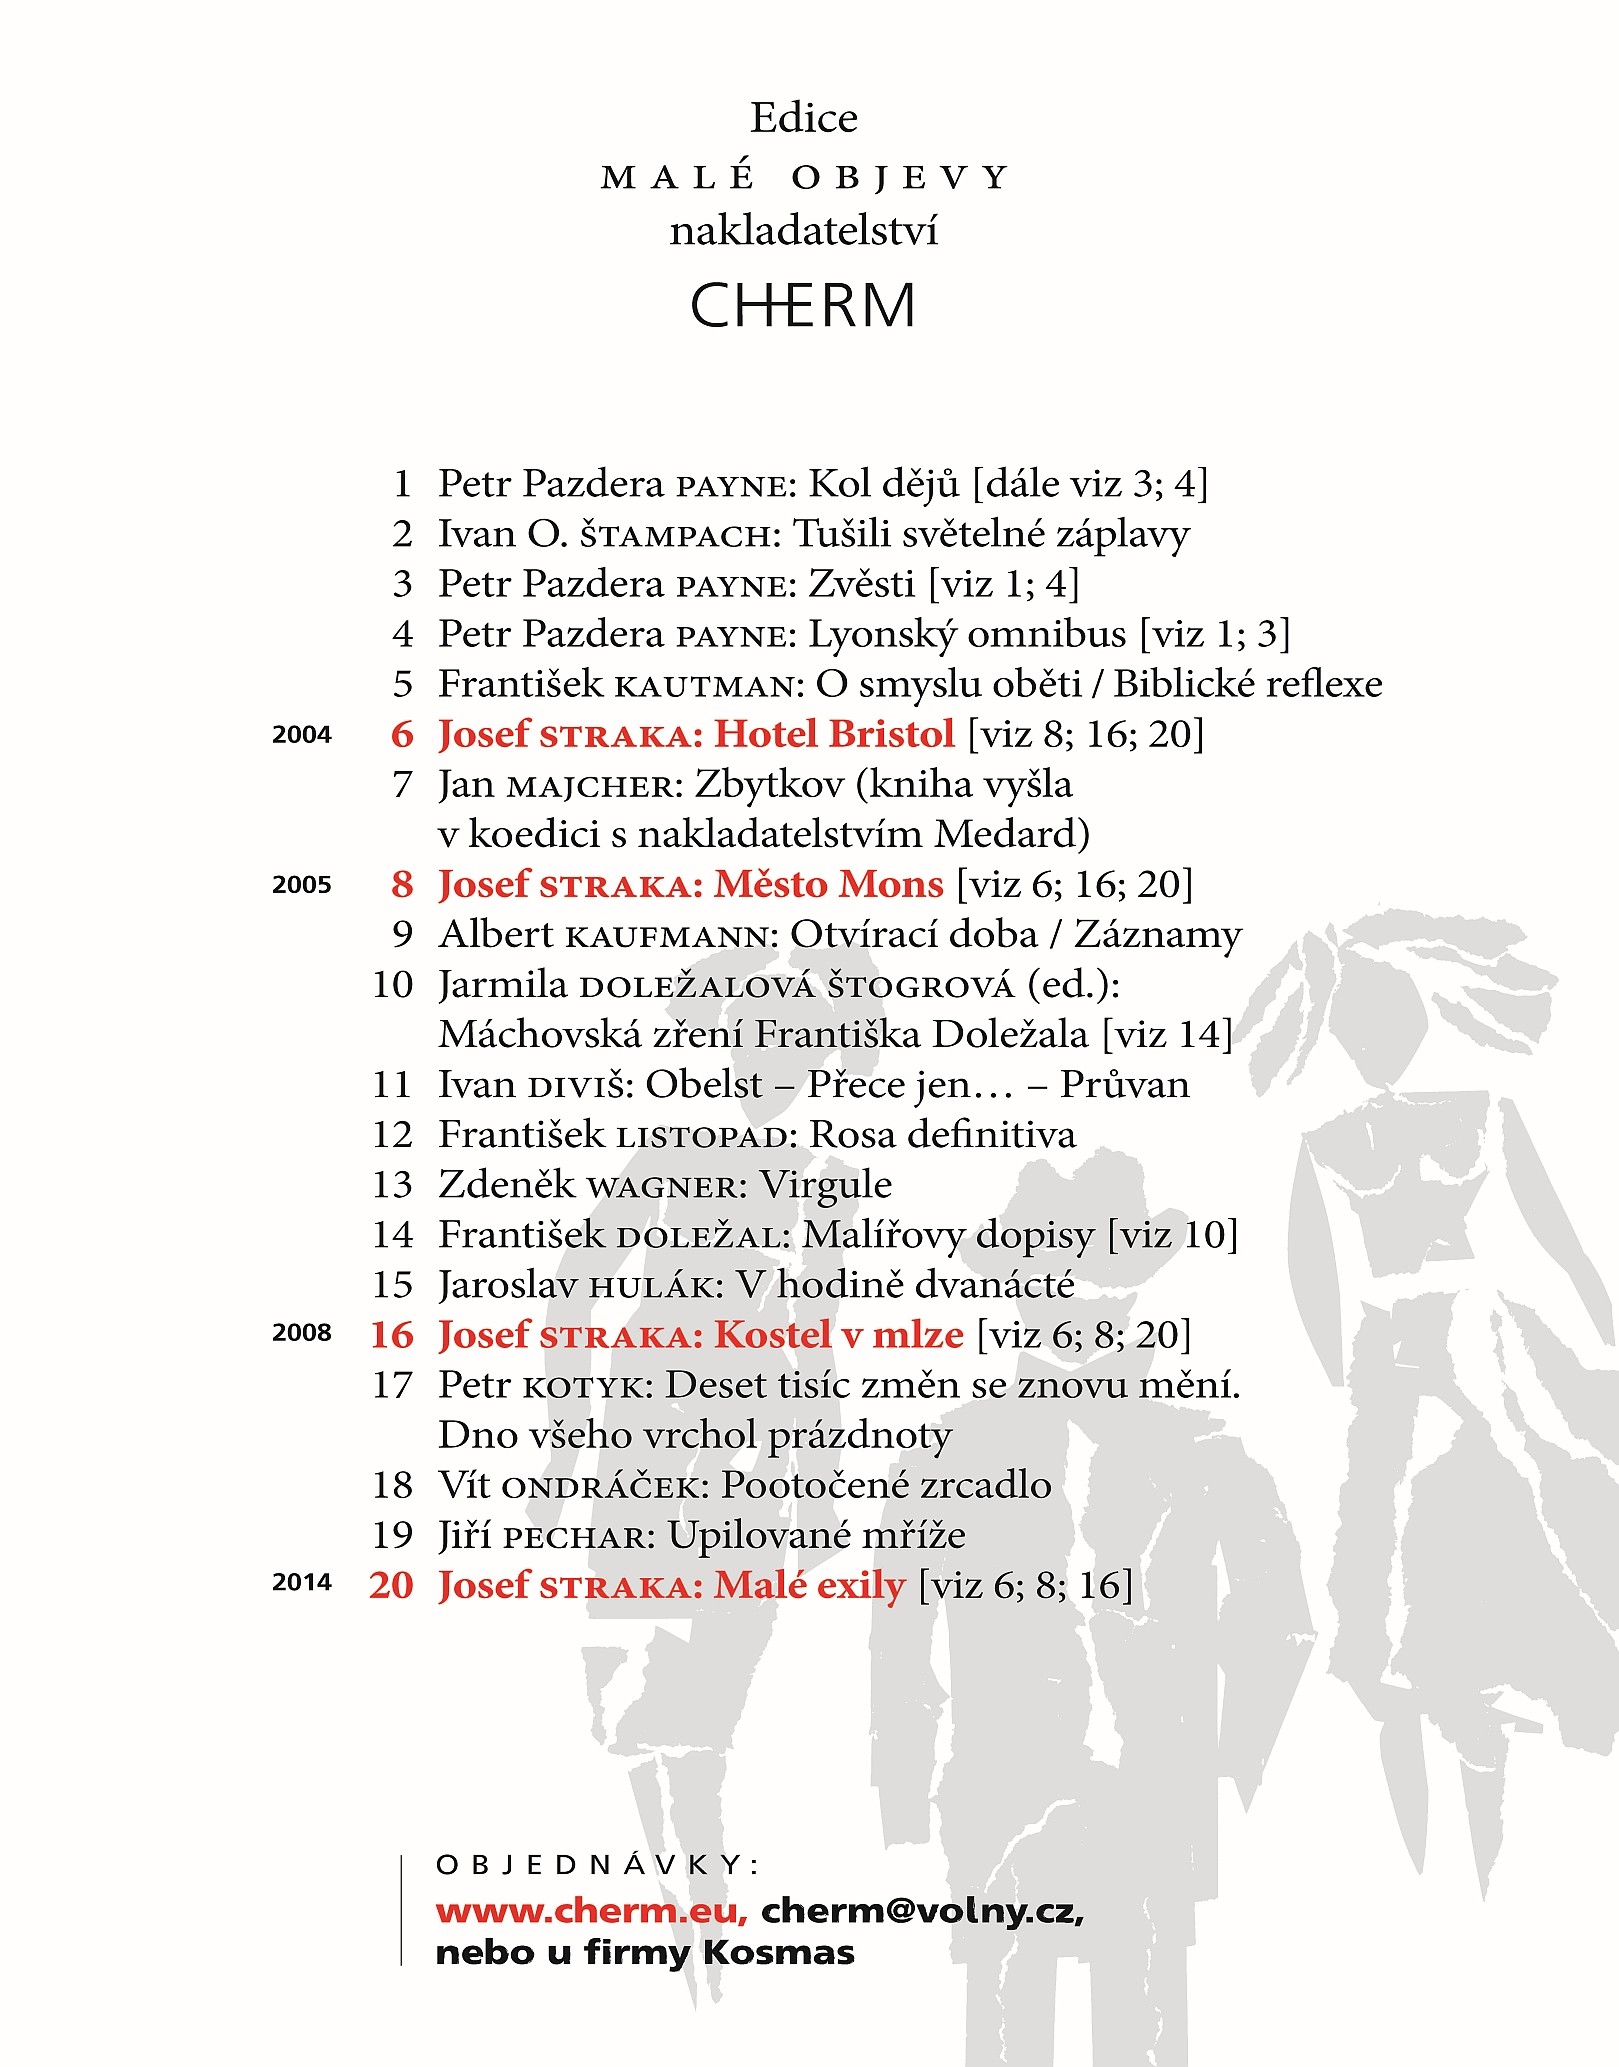 Edice
MALÉ OBJEVY
nakladatelství
CHERM
1 Petr Pazdera PAYNE: Kol dějů [dále viz 3; 4]
2 Ivan O. ŠTAMPACH: Tušili světelné záplavy
3 Petr Pazdera PAYNE: Zvěsti [viz 1; 4]
4 Petr Pazdera PAYNE: Lyonský omnibus [viz 1; 3]
5 František KAUTMAN: O smyslu oběti / Biblické reflexe
2004 6 Josef STRAKA: Hotel Bristol [viz 8; 16; 20]
7 Jan MAJCHER: Zbytkov (kniha vyšla
v koedici s nakladatelstvím Medard)
2005 8 Josef STRAKA: Město Mons [viz 6; 16; 20]
9 Albert KAUFMANN: Otvírací doba / Záznamy
10 Jarmila DOLEŽALOVÁ ŠTOGROVÁ (ed.):
Máchovská zření Františka Doležala [viz 14]
11 Ivan DIVIŠ: Obelst – Přece jen… – Průvan
12 František LISTOPAD: Rosa definitiva
13 Zdeněk WAGNER: Virgule
14 František DOLEŽAL: Malířovy dopisy [viz 10]
15 Jaroslav HULÁK: V hodině dvanácté
2008 16 Josef STRAKA: Kostel v mlze [viz 6; 8; 20]
17 Petr KOTYK: Deset tisíc změn se znovu mění.
Dno všeho vrchol prázdnoty
18 Vít ONDRÁČEK: Pootočené zrcadlo
19 Jiří PECHAR: Upilované mříže
2014 20 Josef STRAKA: Malé exily [viz 6; 8; 16]
OBJEDNÁVKY:
www.cherm.eu, cherm@volny.cz,
nebo u firmy Kosmas